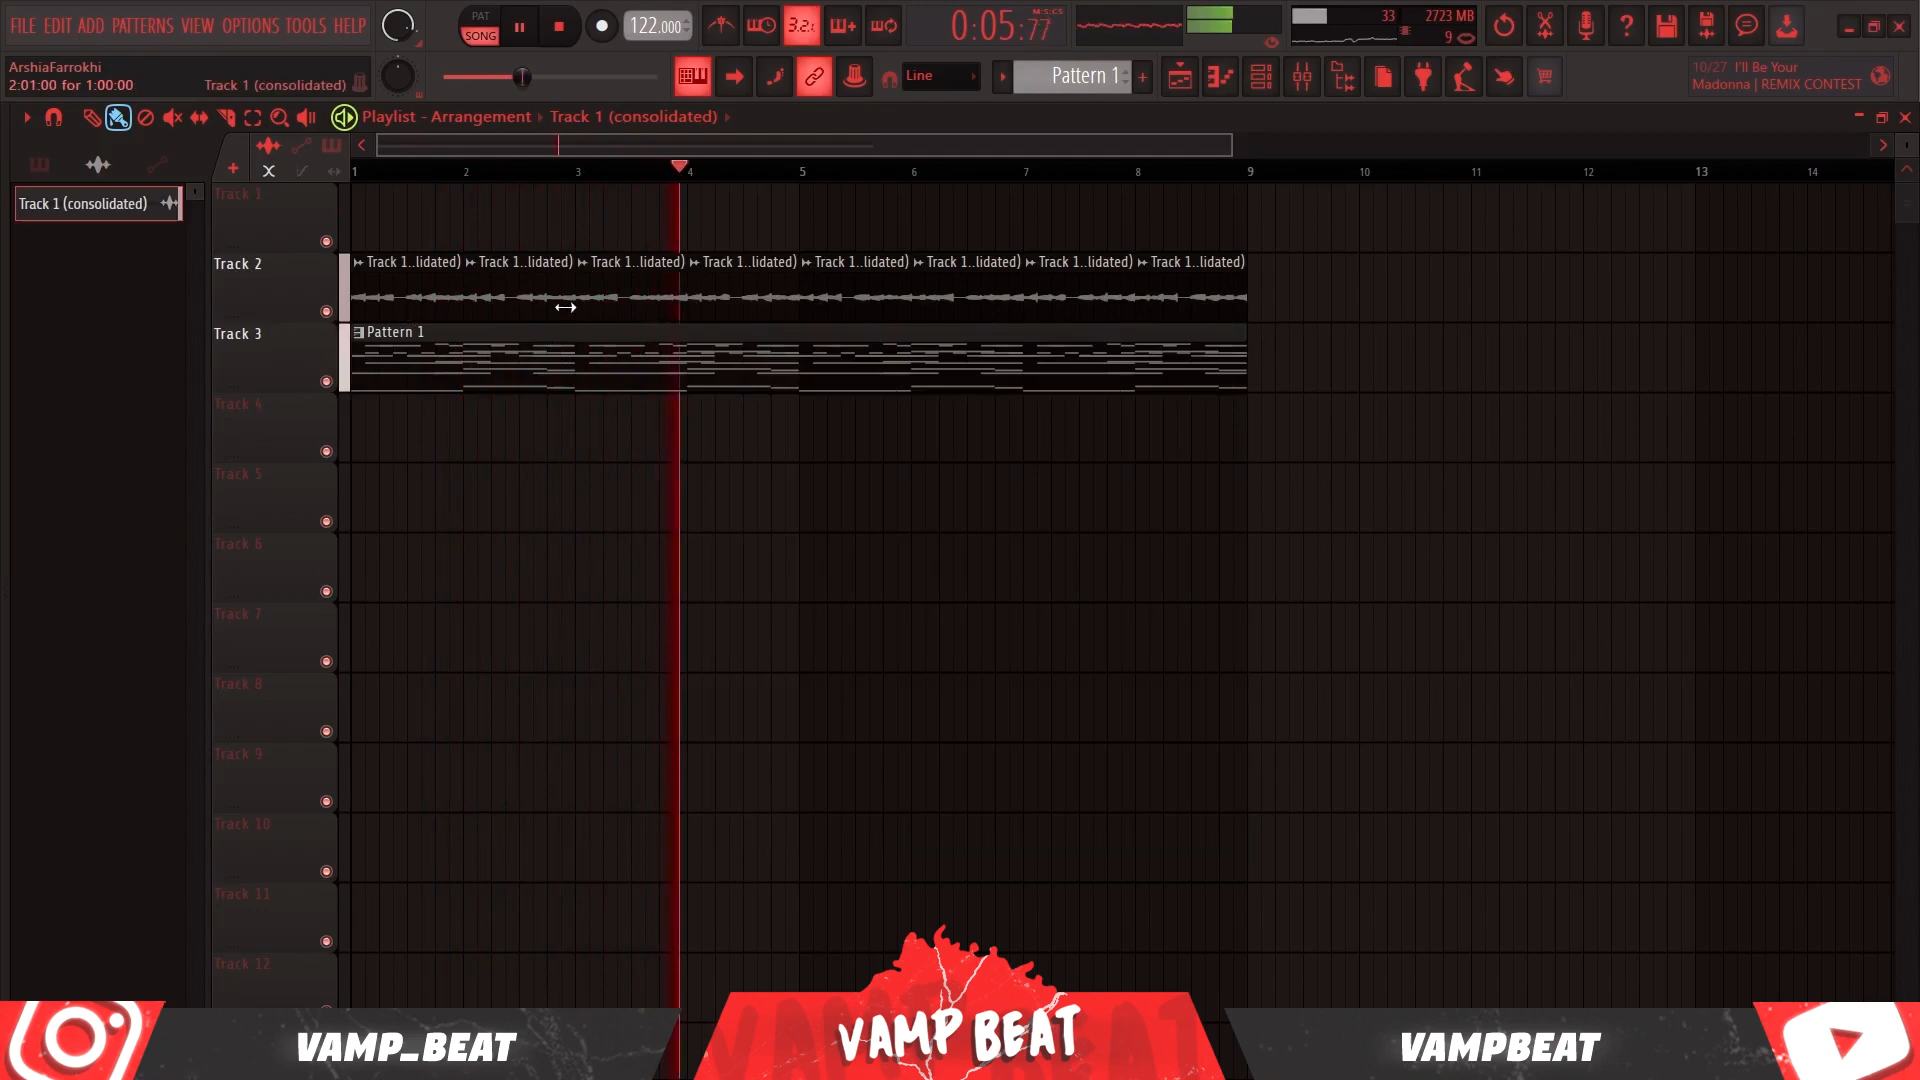 FILE EDIT ADD PATTERNS VIEW OPTIONS TOOLS HELP
PAT
SONG
122.000
3.2.1
0:05:77
M:S:CS
33
2723 MB
9
ArshiaFarrokhi
2:01:00 for 1:00:00
Track 1 (consolidated)
Line
Pattern 1
10/27 I'll Be Your
Madonna | REMIX CONTEST
Playlist - Arrangement Track 1 (consolidated)
1 2 3 4 5 6 7 8 9 10 11 12 13 14
Track 1 (consolidated)
Track 1
Track 2
Track 1..lidated) Track 1..lidated) Track 1..lidated) Track 1..lidated) Track 1..lidated) Track 1..lidated) Track 1..lidated) Track 1..lidated)
Track 3
Pattern 1
Track 4
Track 5
Track 6
Track 7
Track 8
Track 9
Track 10
Track 11
Track 12
VAMP_BEAT
VAMP BEAT
VAMPBEAT